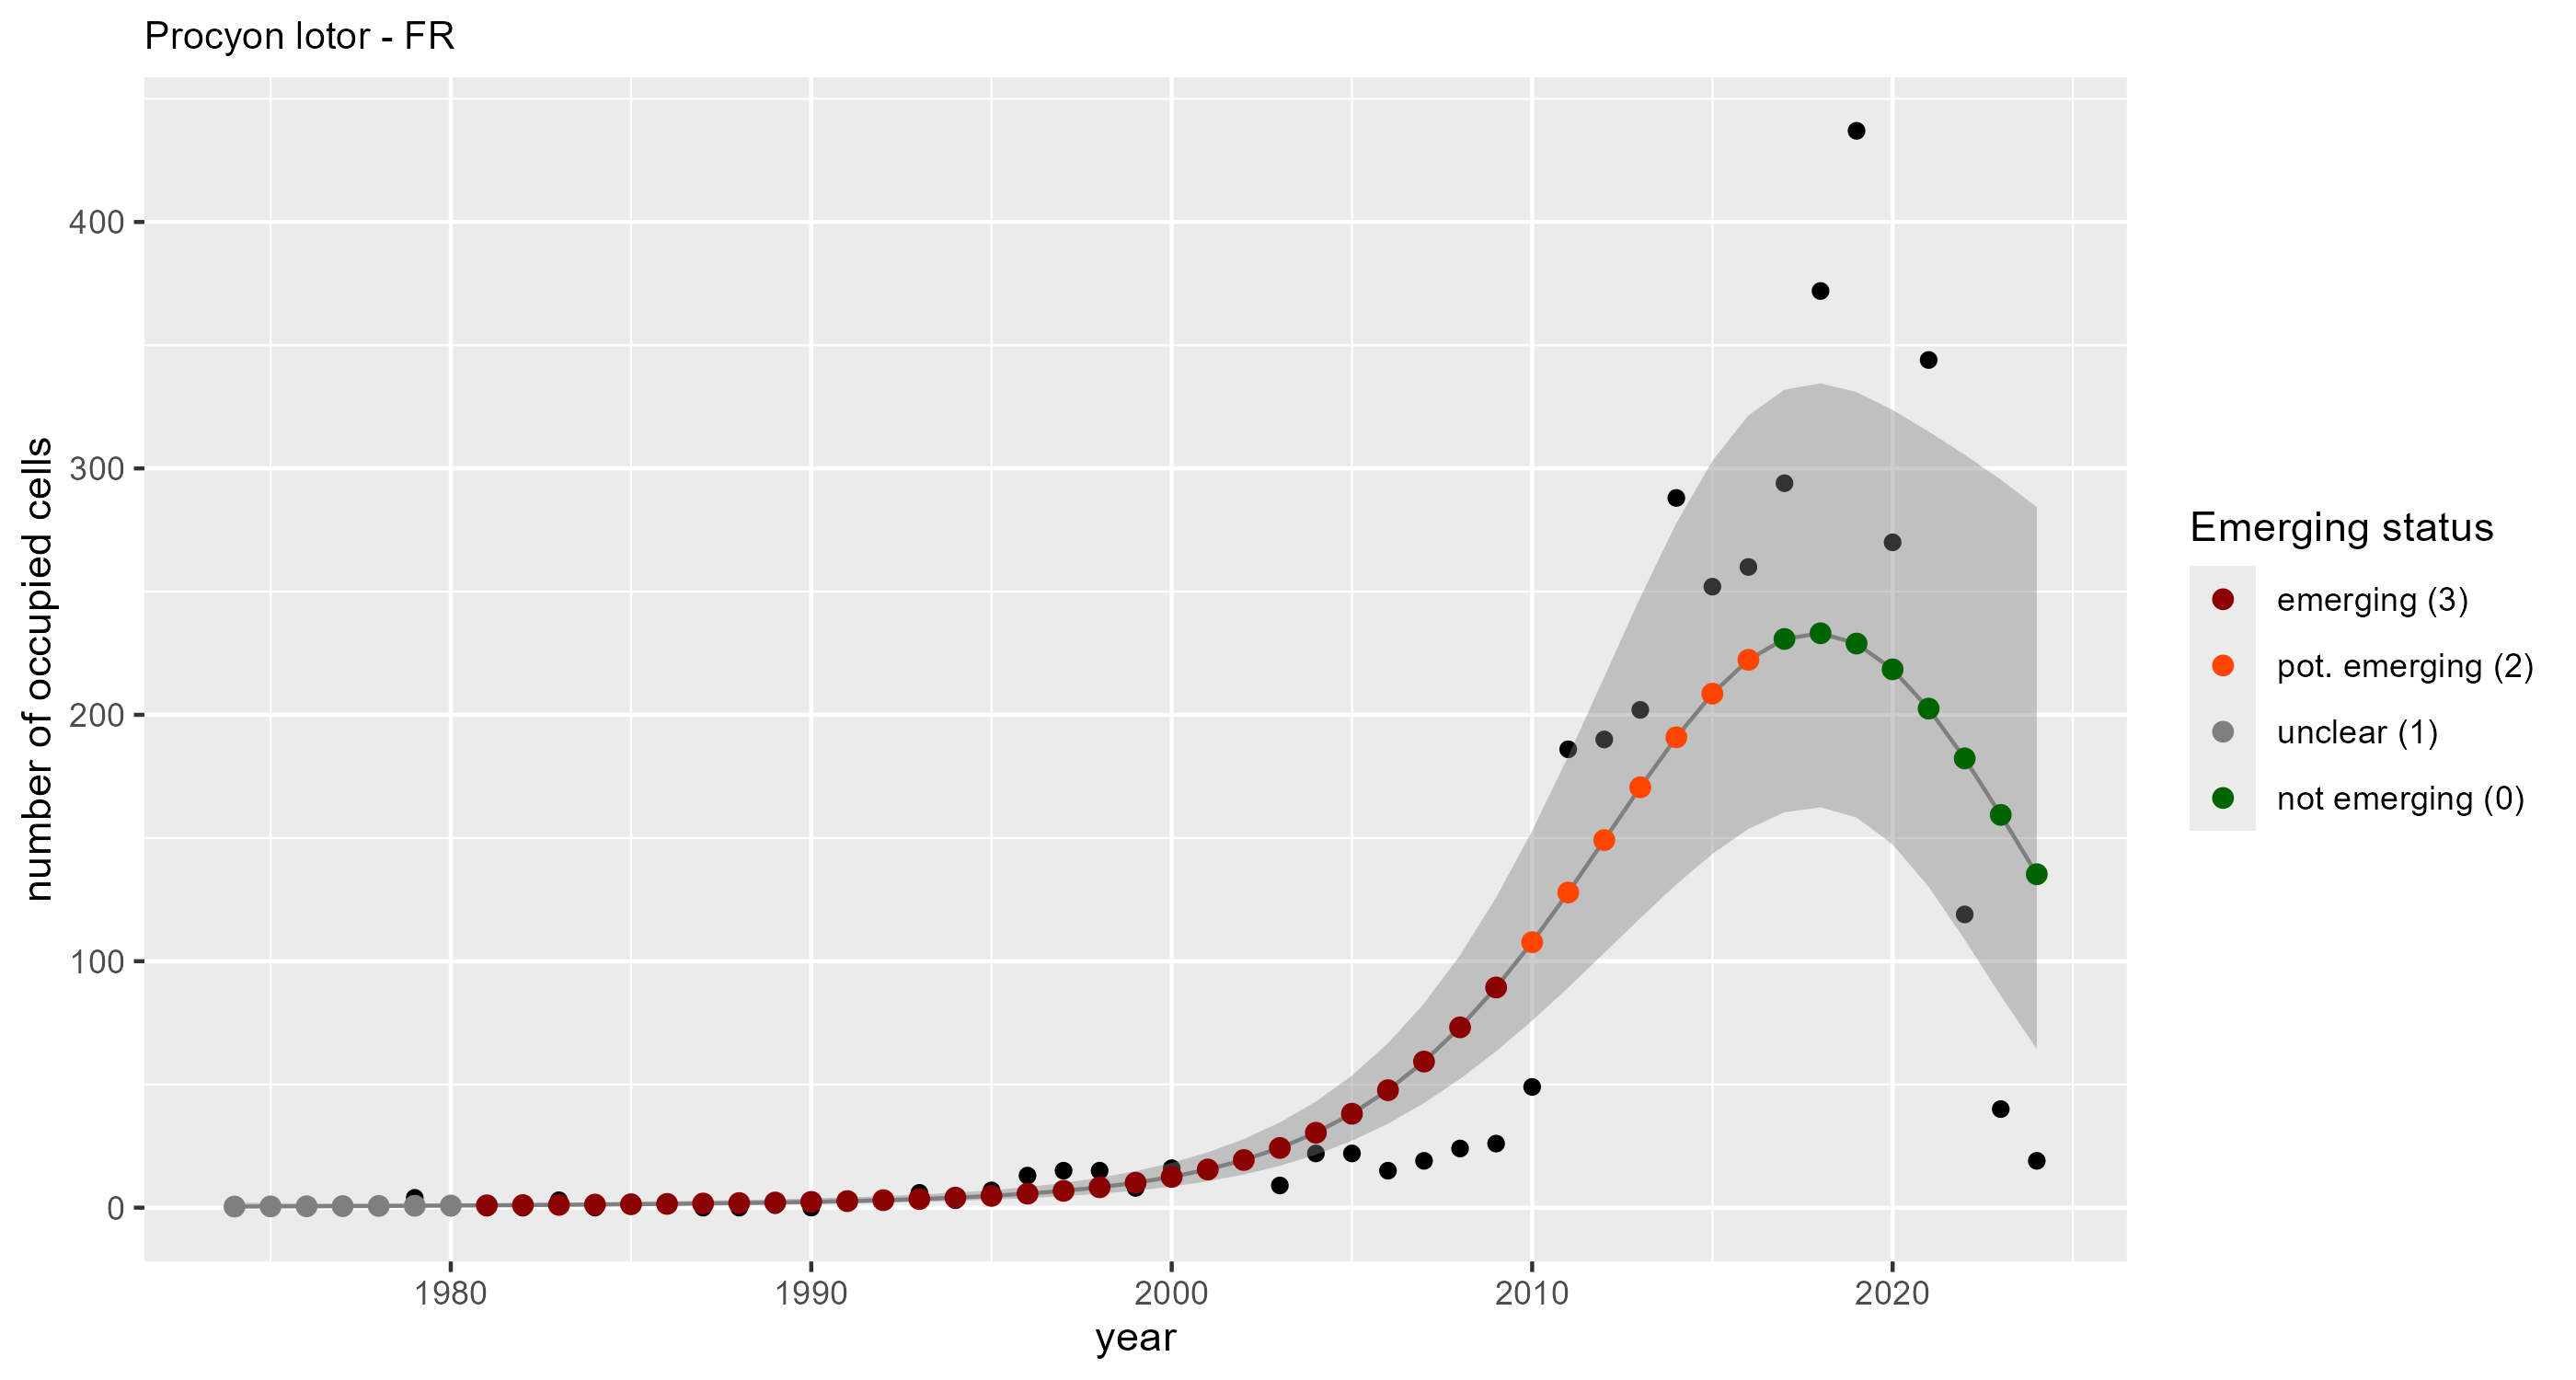 Procyon lotor - FR
number of occupied cells
400
300
200
100
0
1980
1990
2000
2010
2020
year
Emerging status
emerging (3)
pot. emerging (2)
unclear (1)
not emerging (0)